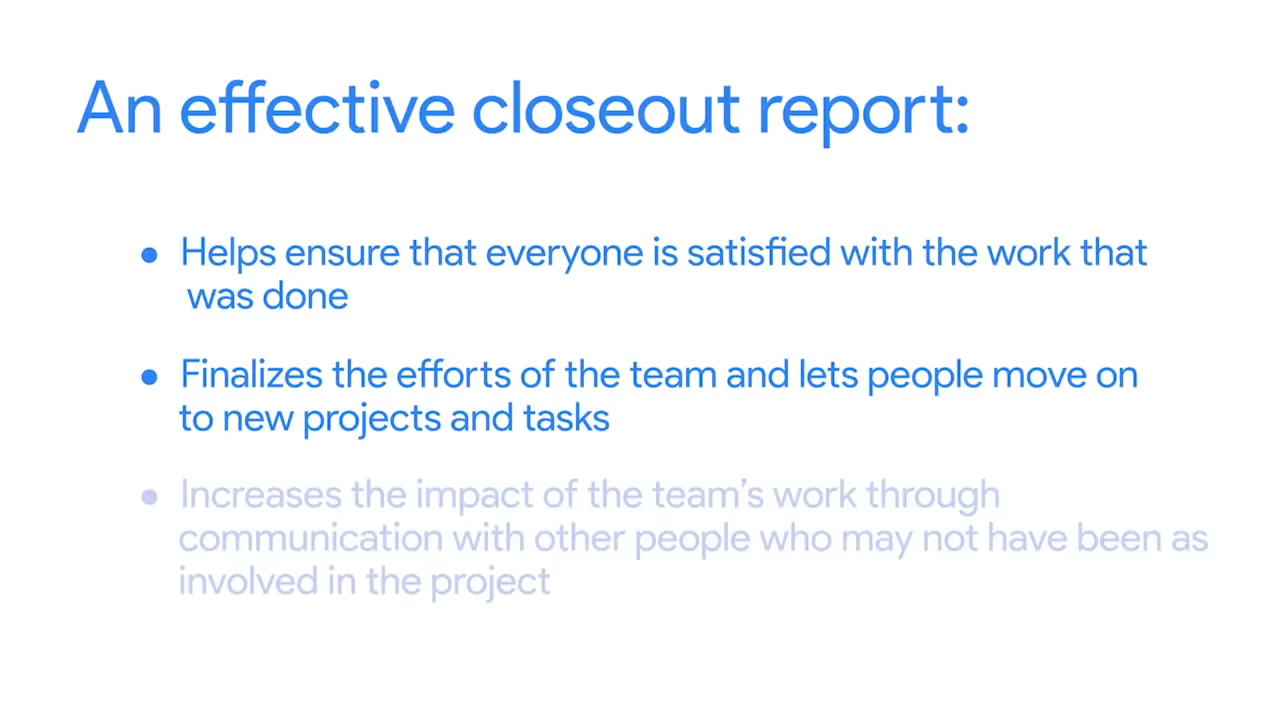 An effective closeout report:
● Helps ensure that everyone is satisfied with the work that
was done
● Finalizes the efforts of the team and lets people move on
to new projects and tasks
● Increases the impact of the team's work through
communication with other people who may not have been as
involved in the project